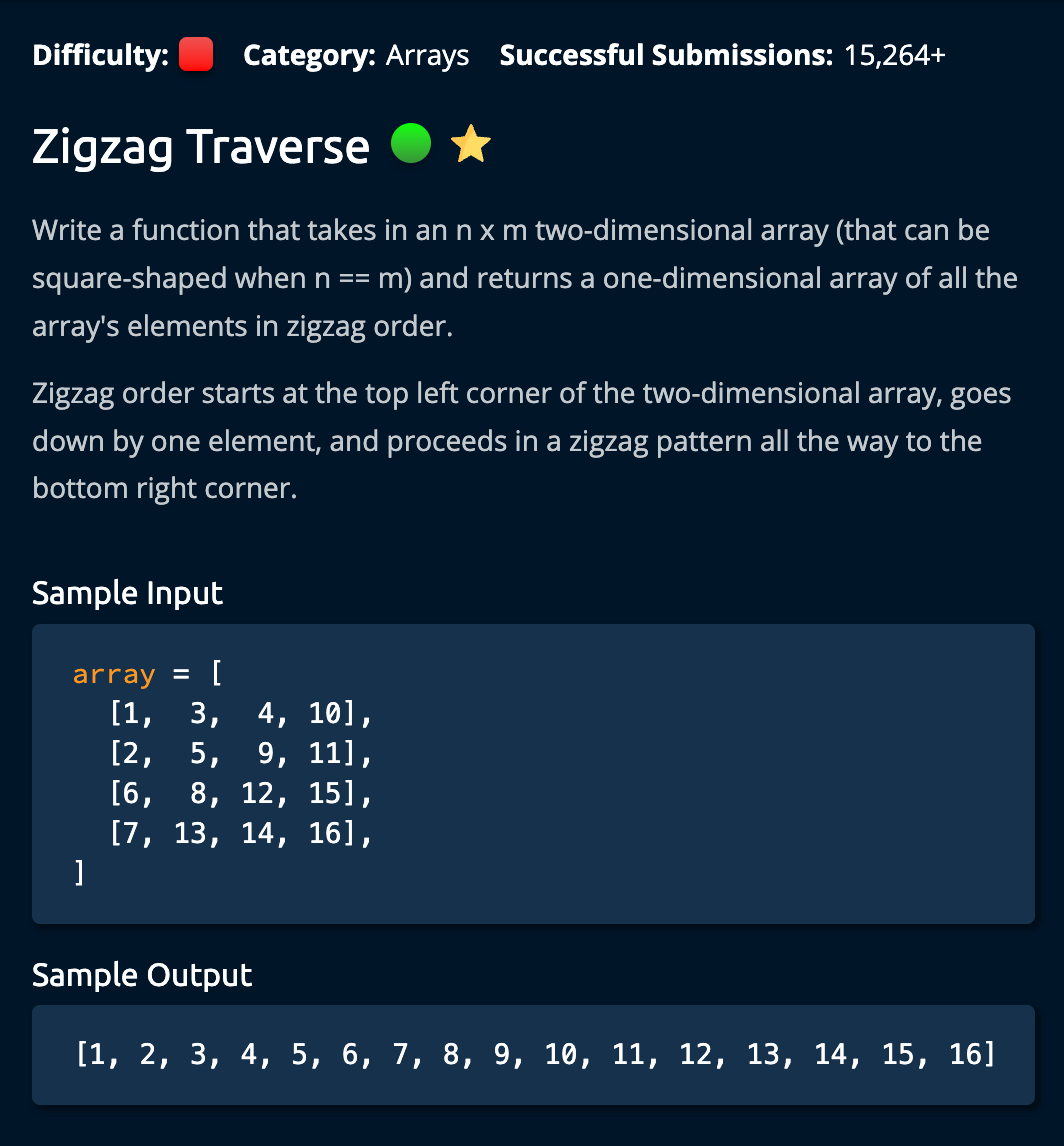 Difficulty: Category: Arrays Successful Submissions: 15,264+
Zigzag Traverse
Write a function that takes in an n x m two-dimensional array (that can be
square-shaped when n == m) and returns a one-dimensional array of all the
array's elements in zigzag order.
Zigzag order starts at the top left corner of the two-dimensional array, goes
down by one element, and proceeds in a zigzag pattern all the way to the
bottom right corner.
Sample Input
array = [
  [1,  3,  4, 10],
  [2,  5,  9, 11],
  [6,  8, 12, 15],
  [7, 13, 14, 16],
]
Sample Output
[1, 2, 3, 4, 5, 6, 7, 8, 9, 10, 11, 12, 13, 14, 15, 16]